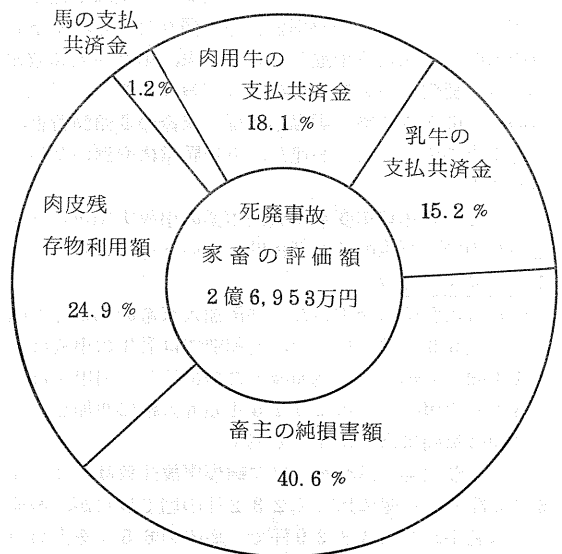 馬の支払
共済金
1.2%
肉用牛の
支払共済金
18.1%
乳牛の
支払共済金
15.2%
肉皮残
存物利用額
24.9%
死廃事故
家畜の評価額
2億6,953万円
畜主の純損害額
40.6%